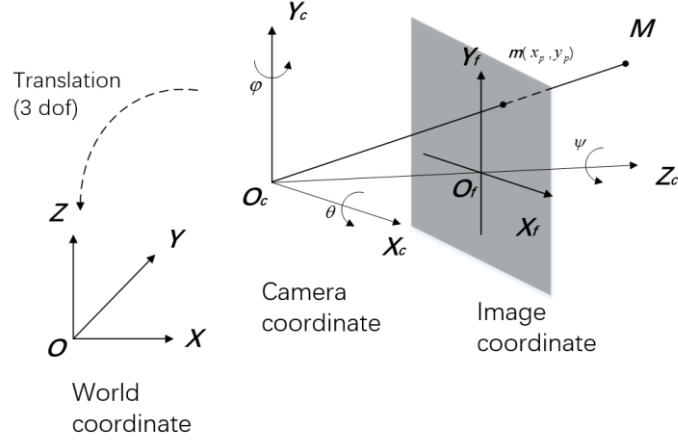 Y_c
Y_f
m(x_p, y_p)
M
Translation
(3 dof)
φ
ψ
O_c
θ
X_c
O_f
X_f
Z_c
Z
Y
O
X
Camera
coordinate
Image
coordinate
World
coordinate